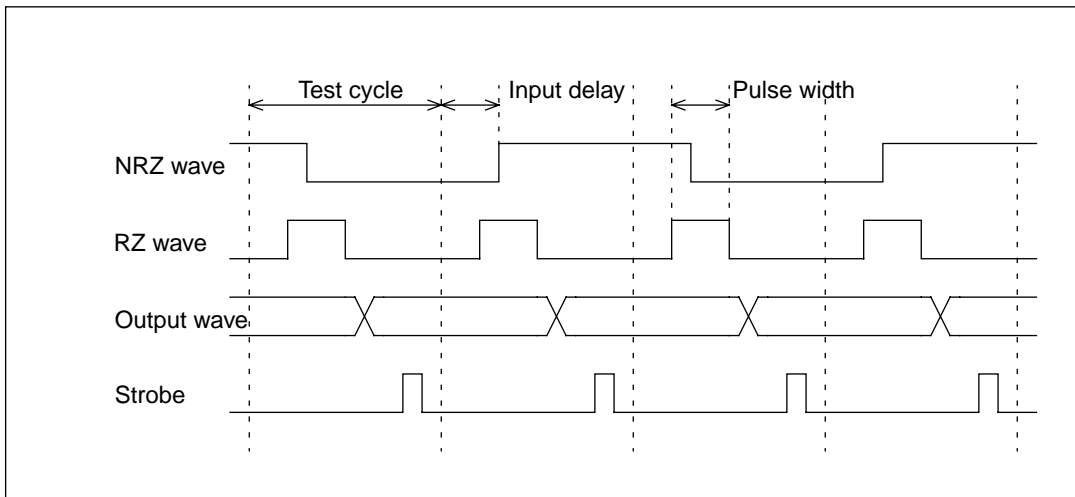 Test cycle Input delay Pulse width
NRZ wave
RZ wave
Output wave
Strobe